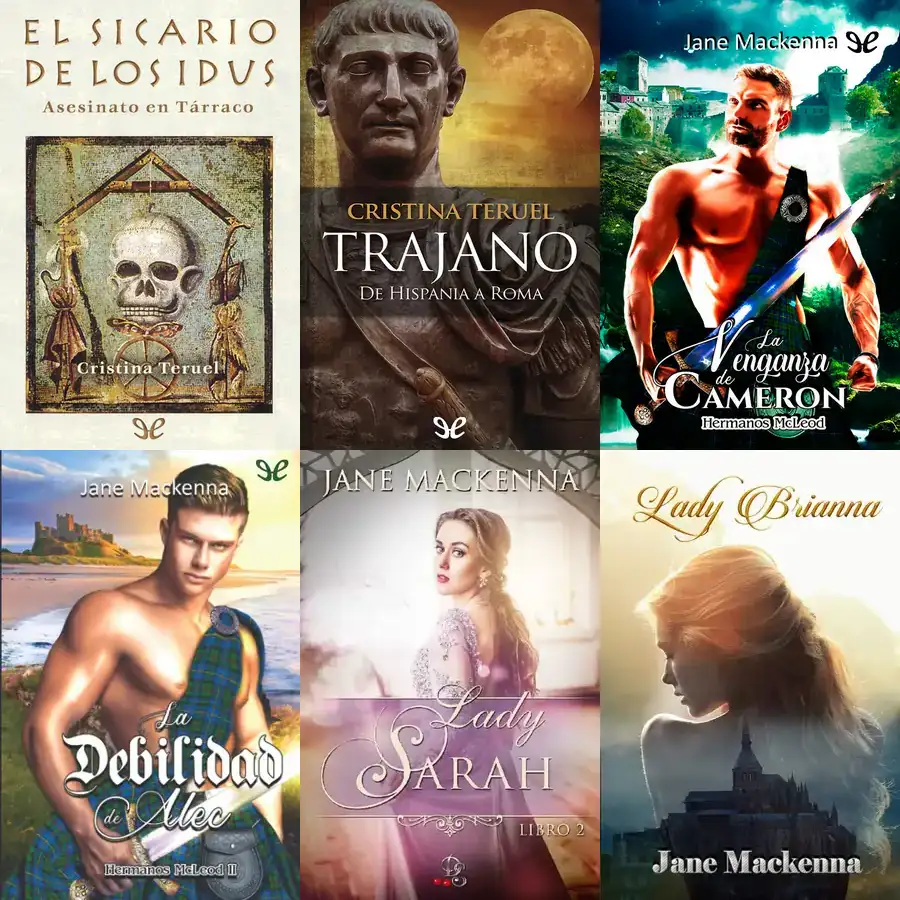 EL SICARIO
DE LOS IDUS
Asesinato en Tárraco
Cristina Teruel
CRISTINA TERUEL
TRAJANO
DE HISPANIA A ROMA
Jane Mackenna
La
Venganza
de
CAMERON
Hermanos McLeod
Jane Mackenna
La
Debilidad
de Alec
Hermanos McLeod II
JANE MACKENNA
Lady
SARAH
LIBRO 2
Lady Brianna
Jane Mackenna